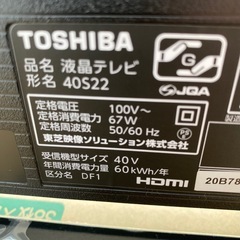 TOSHIBA
品名 液晶テレビ
形名 40S22
G
JQA
定格電圧 100V~
定格消費電力 67W
定格周波数 50/60 Hz
東芝映像ソリューション株式会社
受信機型サイズ 40V
年間消費電力量 60kWh/年
区分名 DF1
HDMI
20B78